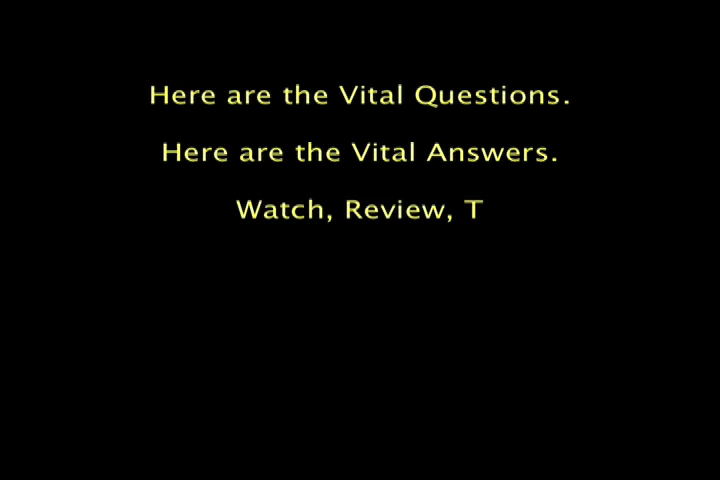 Here are the Vital Questions.
Here are the Vital Answers.
Watch, Review, T